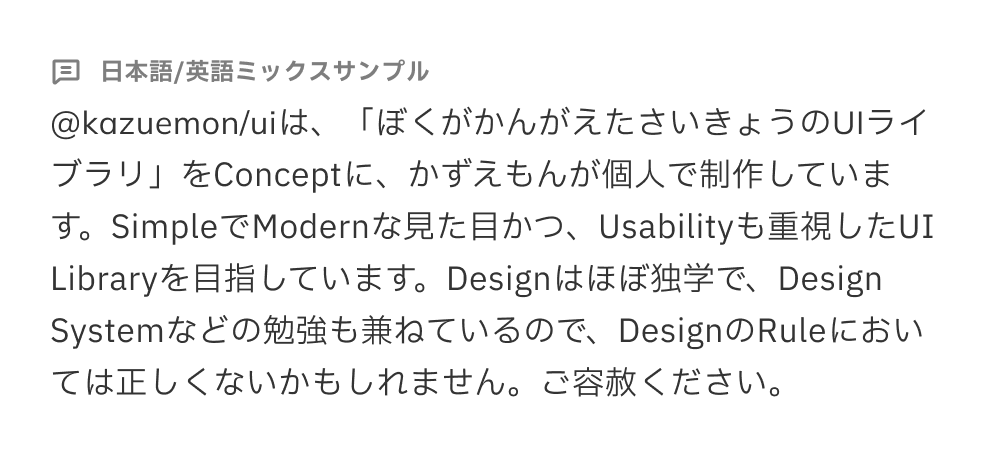 日本語/英語ミックスサンプル
@kazuemon/uiは、「ぼくがかんがえたさいきょうのUIライ
ブラリ」をConceptに、かずえもんが個人で制作していま
す。SimpleでModernな見た目かつ、Usabilityも重視したUI
Libraryを目指しています。Designはほぼ独学で、Design
Systemなどの勉強も兼ねているので、DesignのRuleにおい
ては正しくないかもしれません。ご容赦ください。